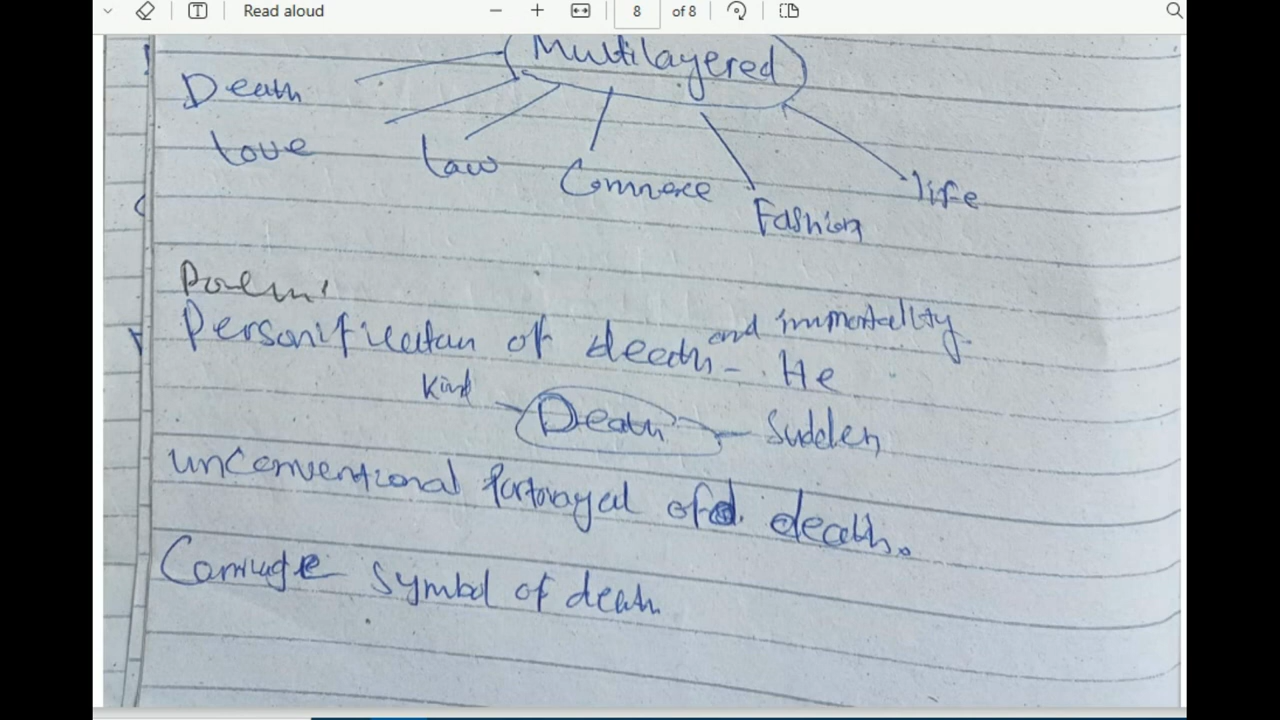 Read aloud
8 of 8
Multilayered
Death
Love
Law
Commerce
life
Fashion
Poem:
Personification of death and immortality. - He
Kind - Death - Sudden
unconventional Portrayal of d. death.
Carriage symbol of death.